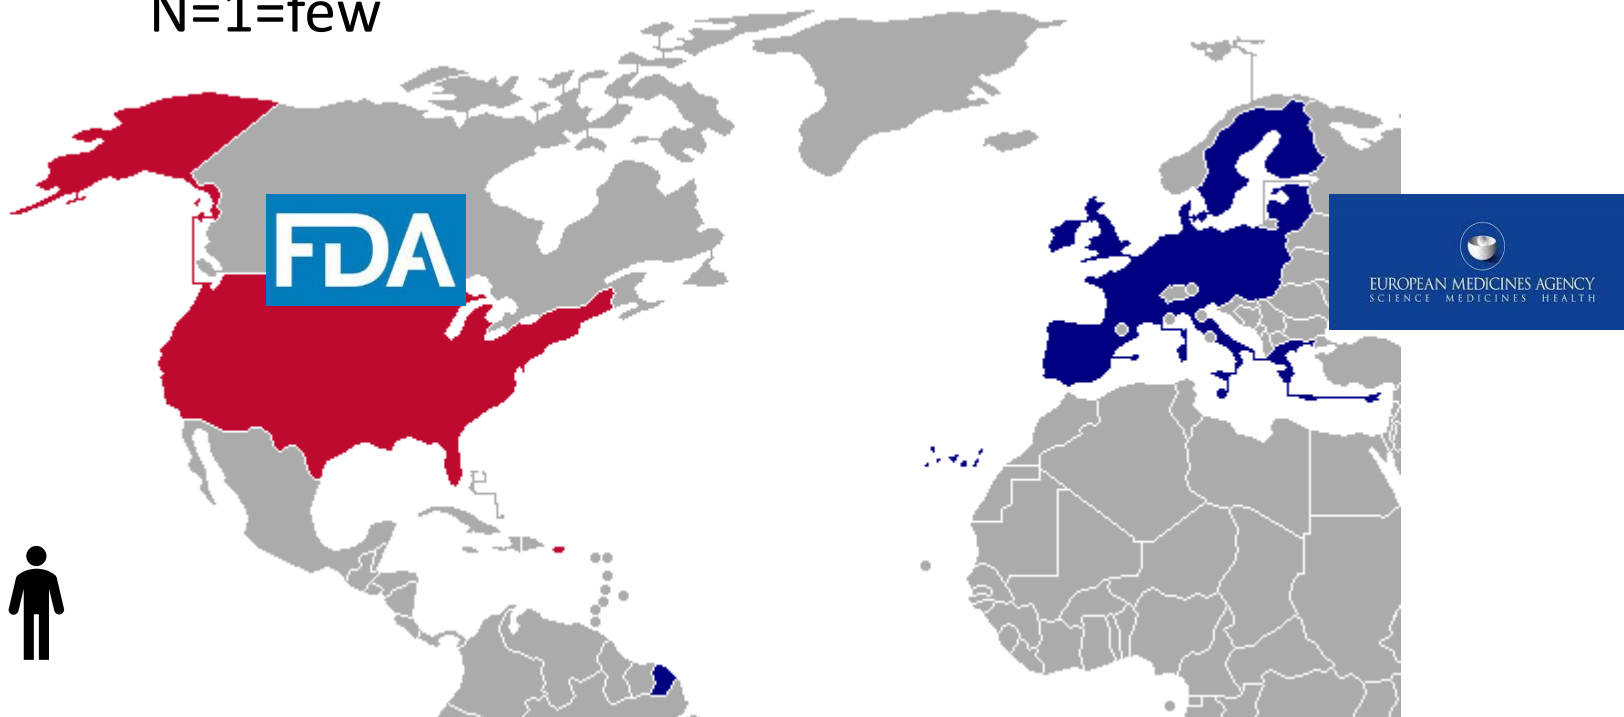 N=1=few
FDA
EUROPEAN MEDICINES AGENCY
SCIENCE MEDICINES HEALTH